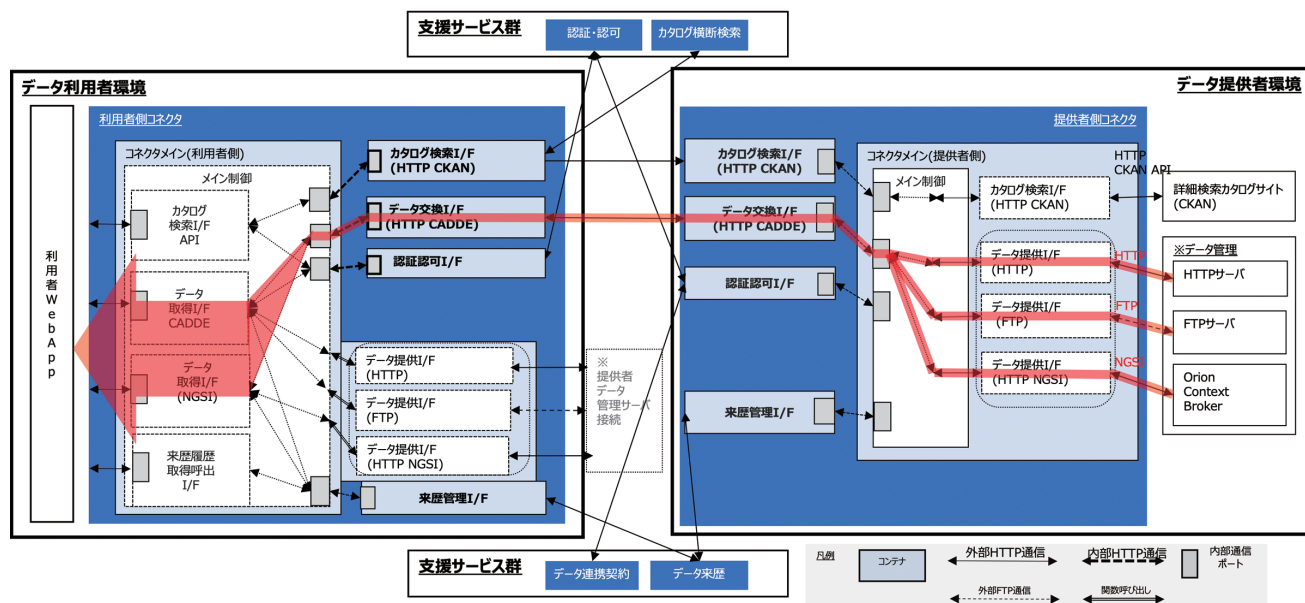 支援サービス群
認証・認可
カタログ横断検索
データ利用者環境
利用者WebApp
利用者側コネクタ
コネクタメイン(利用者側)
メイン制御
カタログ
検索I/F
API
データ
取得I/F
CADDE
データ
取得I/F
(NGSI)
来歴履歴
取得呼出
I/F
カタログ検索I/F
(HTTP CKAN)
データ交換I/F
(HTTP CADDE)
認証認可I/F
データ提供I/F
(HTTP)
データ提供I/F
(FTP)
データ提供I/F
(HTTP NGSI)
来歴管理I/F
※
提供者
データ
管理サーバ
接続
データ提供者環境
提供者側コネクタ
カタログ検索I/F
(HTTP CKAN)
データ交換I/F
(HTTP CADDE)
認証認可I/F
来歴管理I/F
コネクタメイン(提供者側)
メイン制御
カタログ検索I/F
(HTTP CKAN)
データ提供I/F
(HTTP)
データ提供I/F
(FTP)
データ提供I/F
(HTTP NGSI)
HTTP
CKAN API
HTTP
FTP
NGSI
詳細検索カタログサイト
(CKAN)
※データ管理
HTTPサーバ
FTPサーバ
Orion
Context
Broker
支援サービス群
データ連携契約
データ来歴
凡例
コンテナ
外部HTTP通信
内部HTTP通信
内部通信
ポート
外部FTP通信
関数呼び出し